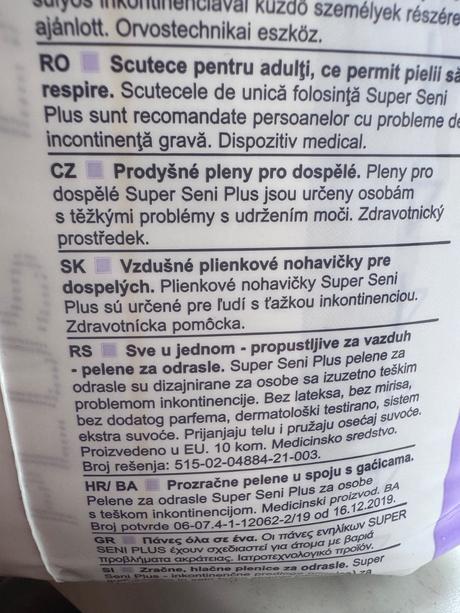 súlyos inkontinenciával küzdő személyek részére
ajánlott. Orvostechnikai eszköz.
RO Scutece pentru adulţi, ce permit pielii să
respire. Scutecele de unică folosinţă Super Seni
Plus sunt recomandate persoanelor cu probleme de
incontinenţă gravă. Dispozitiv medical.
CZ Prodyšné pleny pro dospělé. Pleny pro
dospělé Super Seni Plus jsou určeny osobám
s těžkými problémy s udržením moči. Zdravotnický
prostředek.
SK Vzdušné plienkové nohavičky pre
dospelých. Plienkové nohavičky Super Seni
Plus sú určené pre ľudí s ťažkou inkontinenciou.
Zdravotnícka pomôcka.
RS Sve u jednom - propustljive za vazduh
- pelene za odrasle. Super Seni Plus pelene za
odrasle su dizajnirane za osobe sa izuzetno teškim
problemom inkontinencije. Bez lateksa, bez mirisa,
bez dodatog parfema, dermatološki testirano, sistem
ekstra suvoće. Prijanjaju telu i pružaju osećaj suvoće.
Proizvedeno u EU. 10 kom. Medicinsko sredstvo.
Broj rešenja: 515-02-04884-21-003.
HR/ BA Prozračne pelene u spoju s gaćicama.
Pelene za odrasle Super Seni Plus za osobe
s teškom inkontinencijom. Medicinski proizvod. BA
Broj potvrde 06-07.4-1-12062-2/19 od 16.12.2019.
GR Πάνες όλα σε ένα. Οι πάνες ενηλίκων SUPER
SENI PLUS έχουν σχεδιαστεί για άτομα με βαριά
προβλήματα ακράτειας. Ιατροτεχνολογικό προϊόν.
SI Zračne, hlačne plenice za odrasle. Super
Seni Plus - inkontinenčne